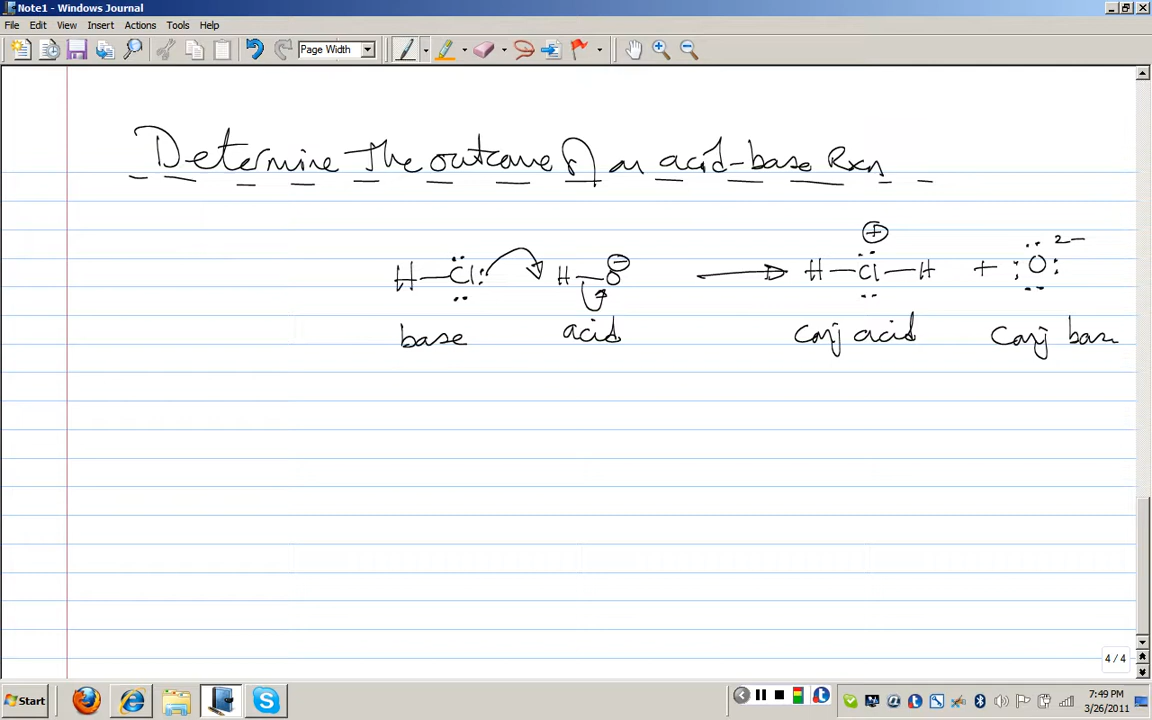 Note1 - Windows Journal
File Edit View Insert Actions Tools Help
Page Width
Determine The outcome of an acid-base Rxn
H—Cl: H—O⊖ → H—Cl—H ⊕ + :O: 2−
base acid conj acid conj base
4 / 4
Start
7:49 PM
3/26/2011